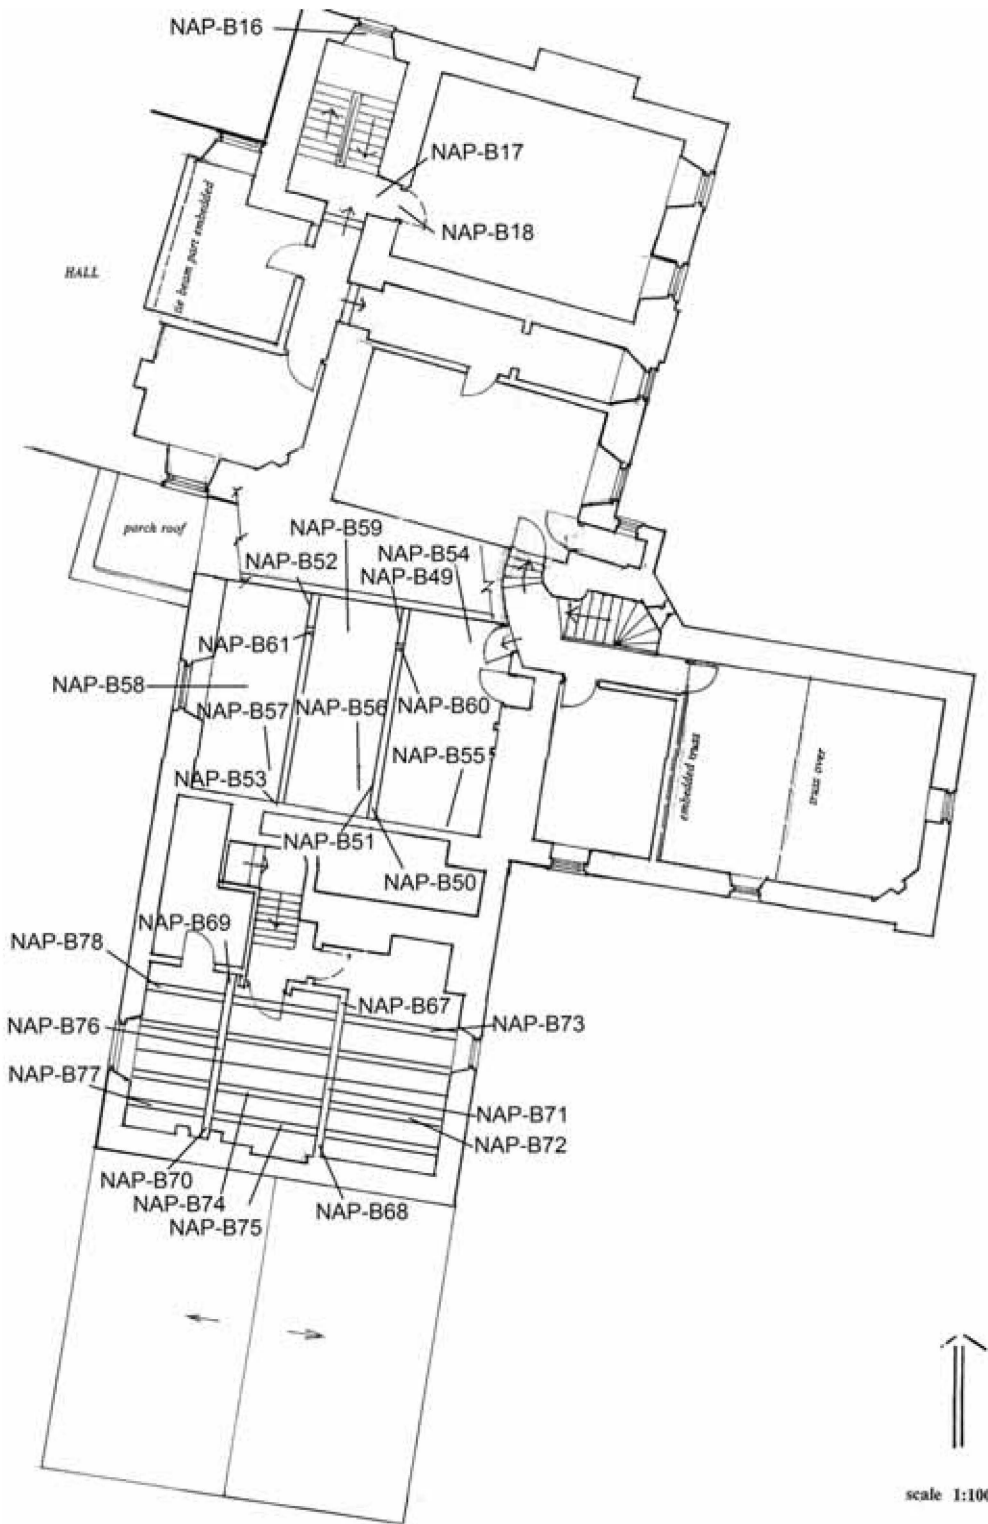 NAP-B16
NAP-B17
NAP-B18
tie beam part embedded
HALL
porch roof
NAP-B59
NAP-B52
NAP-B54
NAP-B49
NAP-B61
NAP-B58
NAP-B57
NAP-B56
NAP-B60
NAP-B55
NAP-B53
embedded truss
truss over
NAP-B51
NAP-B50
NAP-B69
NAP-B78
NAP-B67
NAP-B73
NAP-B76
NAP-B77
NAP-B71
NAP-B72
NAP-B70
NAP-B74
NAP-B75
NAP-B68
scale 1:100